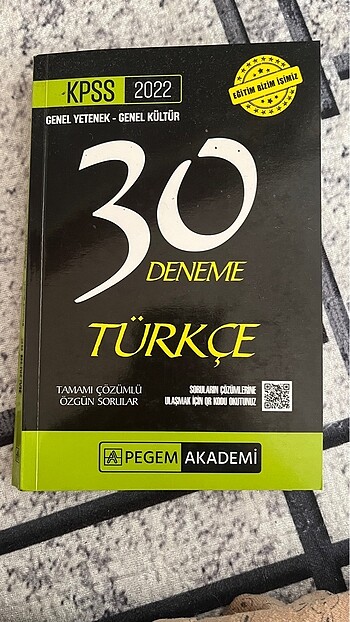 KPSS 2022
EĞİTİM BİZİM İŞİMİZ
GENEL YETENEK - GENEL KÜLTÜR
30
DENEME
TÜRKÇE
TAMAMI ÇÖZÜMLÜ
ÖZGÜN SORULAR
SORULARIN ÇÖZÜMLERİNE
ULAŞMAK İÇİN QR KODU OKUTUNUZ
PEGEM AKADEMİ